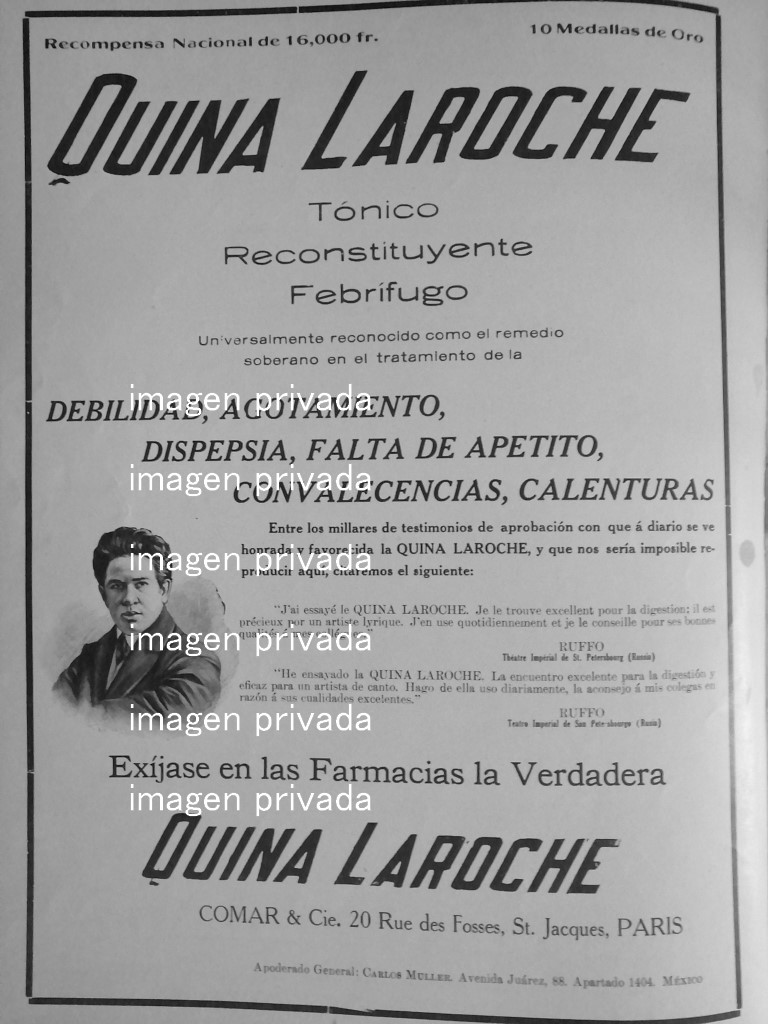 Recompensa Nacional de 16,000 fr.
10 Medallas de Oro
QUINA LAROCHE
Tónico
Reconstituyente
Febrífugo
Universalmente reconocido como el remedio
soberano en el tratamiento de la
DEBILIDAD, AGOTAMIENTO,
DISPEPSIA, FALTA DE APETITO,
CONVALECENCIAS, CALENTURAS
imagen privada
imagen privada
imagen privada
imagen privada
imagen privada
imagen privada
Entre los millares de testimonios de aprobación con que á diario se ve
honrada y favorecida la QUINA LAROCHE, y que nos sería imposible re-
producir aquí, citaremos el siguiente:
"J'ai essayé le QUINA LAROCHE. Je le trouve excellent pour la digestion: il est
précieux por un artiste lyrique. J'en use quotidiennement et je le conseille pour ses bonnes
RUFFO
Théatre Impérial de St. Petersbourg (Russia)
"He ensayado la QUINA LAROCHE. La encuentro excelente para la digestión y
eficaz para un artista de canto. Hago de ella uso diariamente, la aconsejo á mis colegas en
razón á sus cualidades excelentes."
RUFFO
Teatro Imperial de San Petersbourgo (Rusia)
Exíjase en las Farmacias la Verdadera
QUINA LAROCHE
COMAR & Cie. 20 Rue des Fosses, St. Jacques, PARIS
Apoderado General: CARLOS MULLER. Avenida Juárez, 88. Apartado 1404. MÉXICO